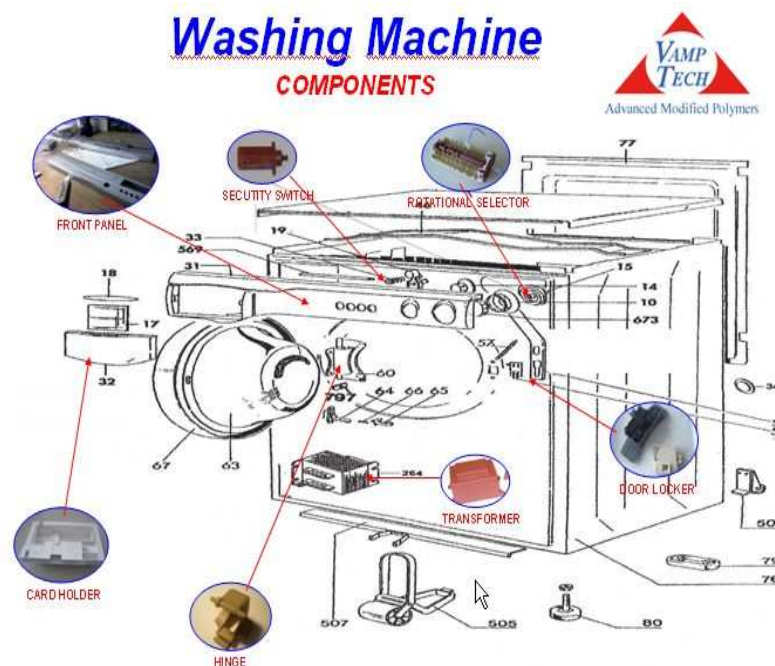 Washing Machine
COMPONENTS
VAMP
TECH
Advanced Modified Polymers
77
SECUTITY SWITCH
ROTATIONAL SELECTOR
FRONT PANEL
19
33
569
31
15
14
10
673
18
17
32
57
60
797
64
66
65
67
63
264
TRANSFORMER
DOOR LOCKER
CARD HOLDER
HINGE
507
505
80